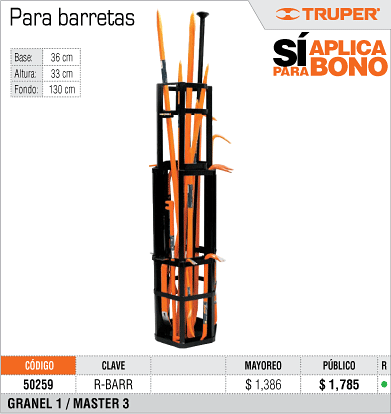 Para barretas
TRUPER®
SÍ APLICA
PARA BONO
Base: 36 cm
Altura: 33 cm
Fondo: 130 cm
CÓDIGO CLAVE MAYOREO PÚBLICO R
50259 R-BARR $ 1,386 $ 1,785
GRANEL 1 / MASTER 3